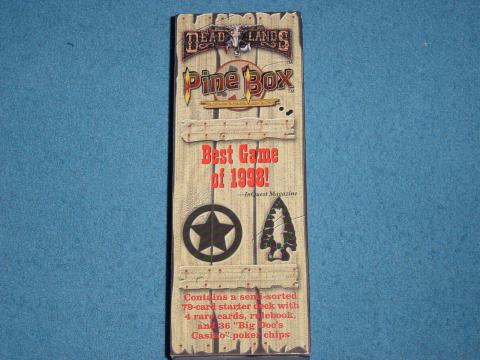 DEADLANDS
Pine Box
Best Game
of 1998!
—InQuest Magazine
Contains a semi-sorted
79-card starter deck with
4 rare cards, rulebook,
and 36 "Big Doc's
Casino" poker chips